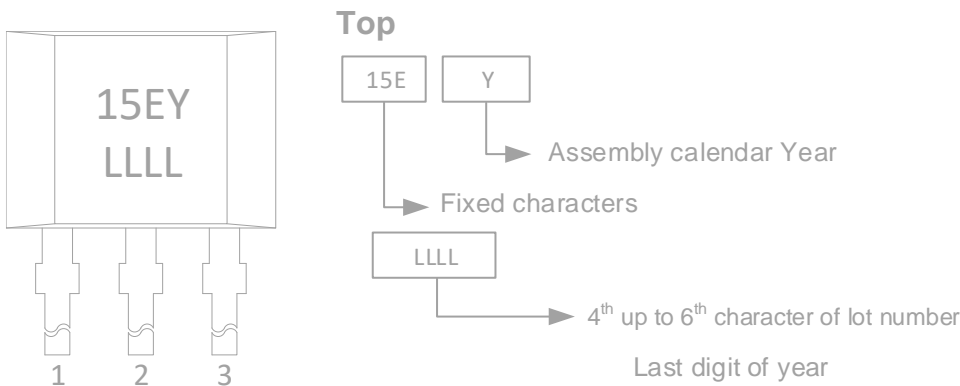 Top
15E Y
15EY
LLLL
Assembly calendar Year
Fixed characters
LLLL
4th up to 6th character of lot number
Last digit of year
1 2 3